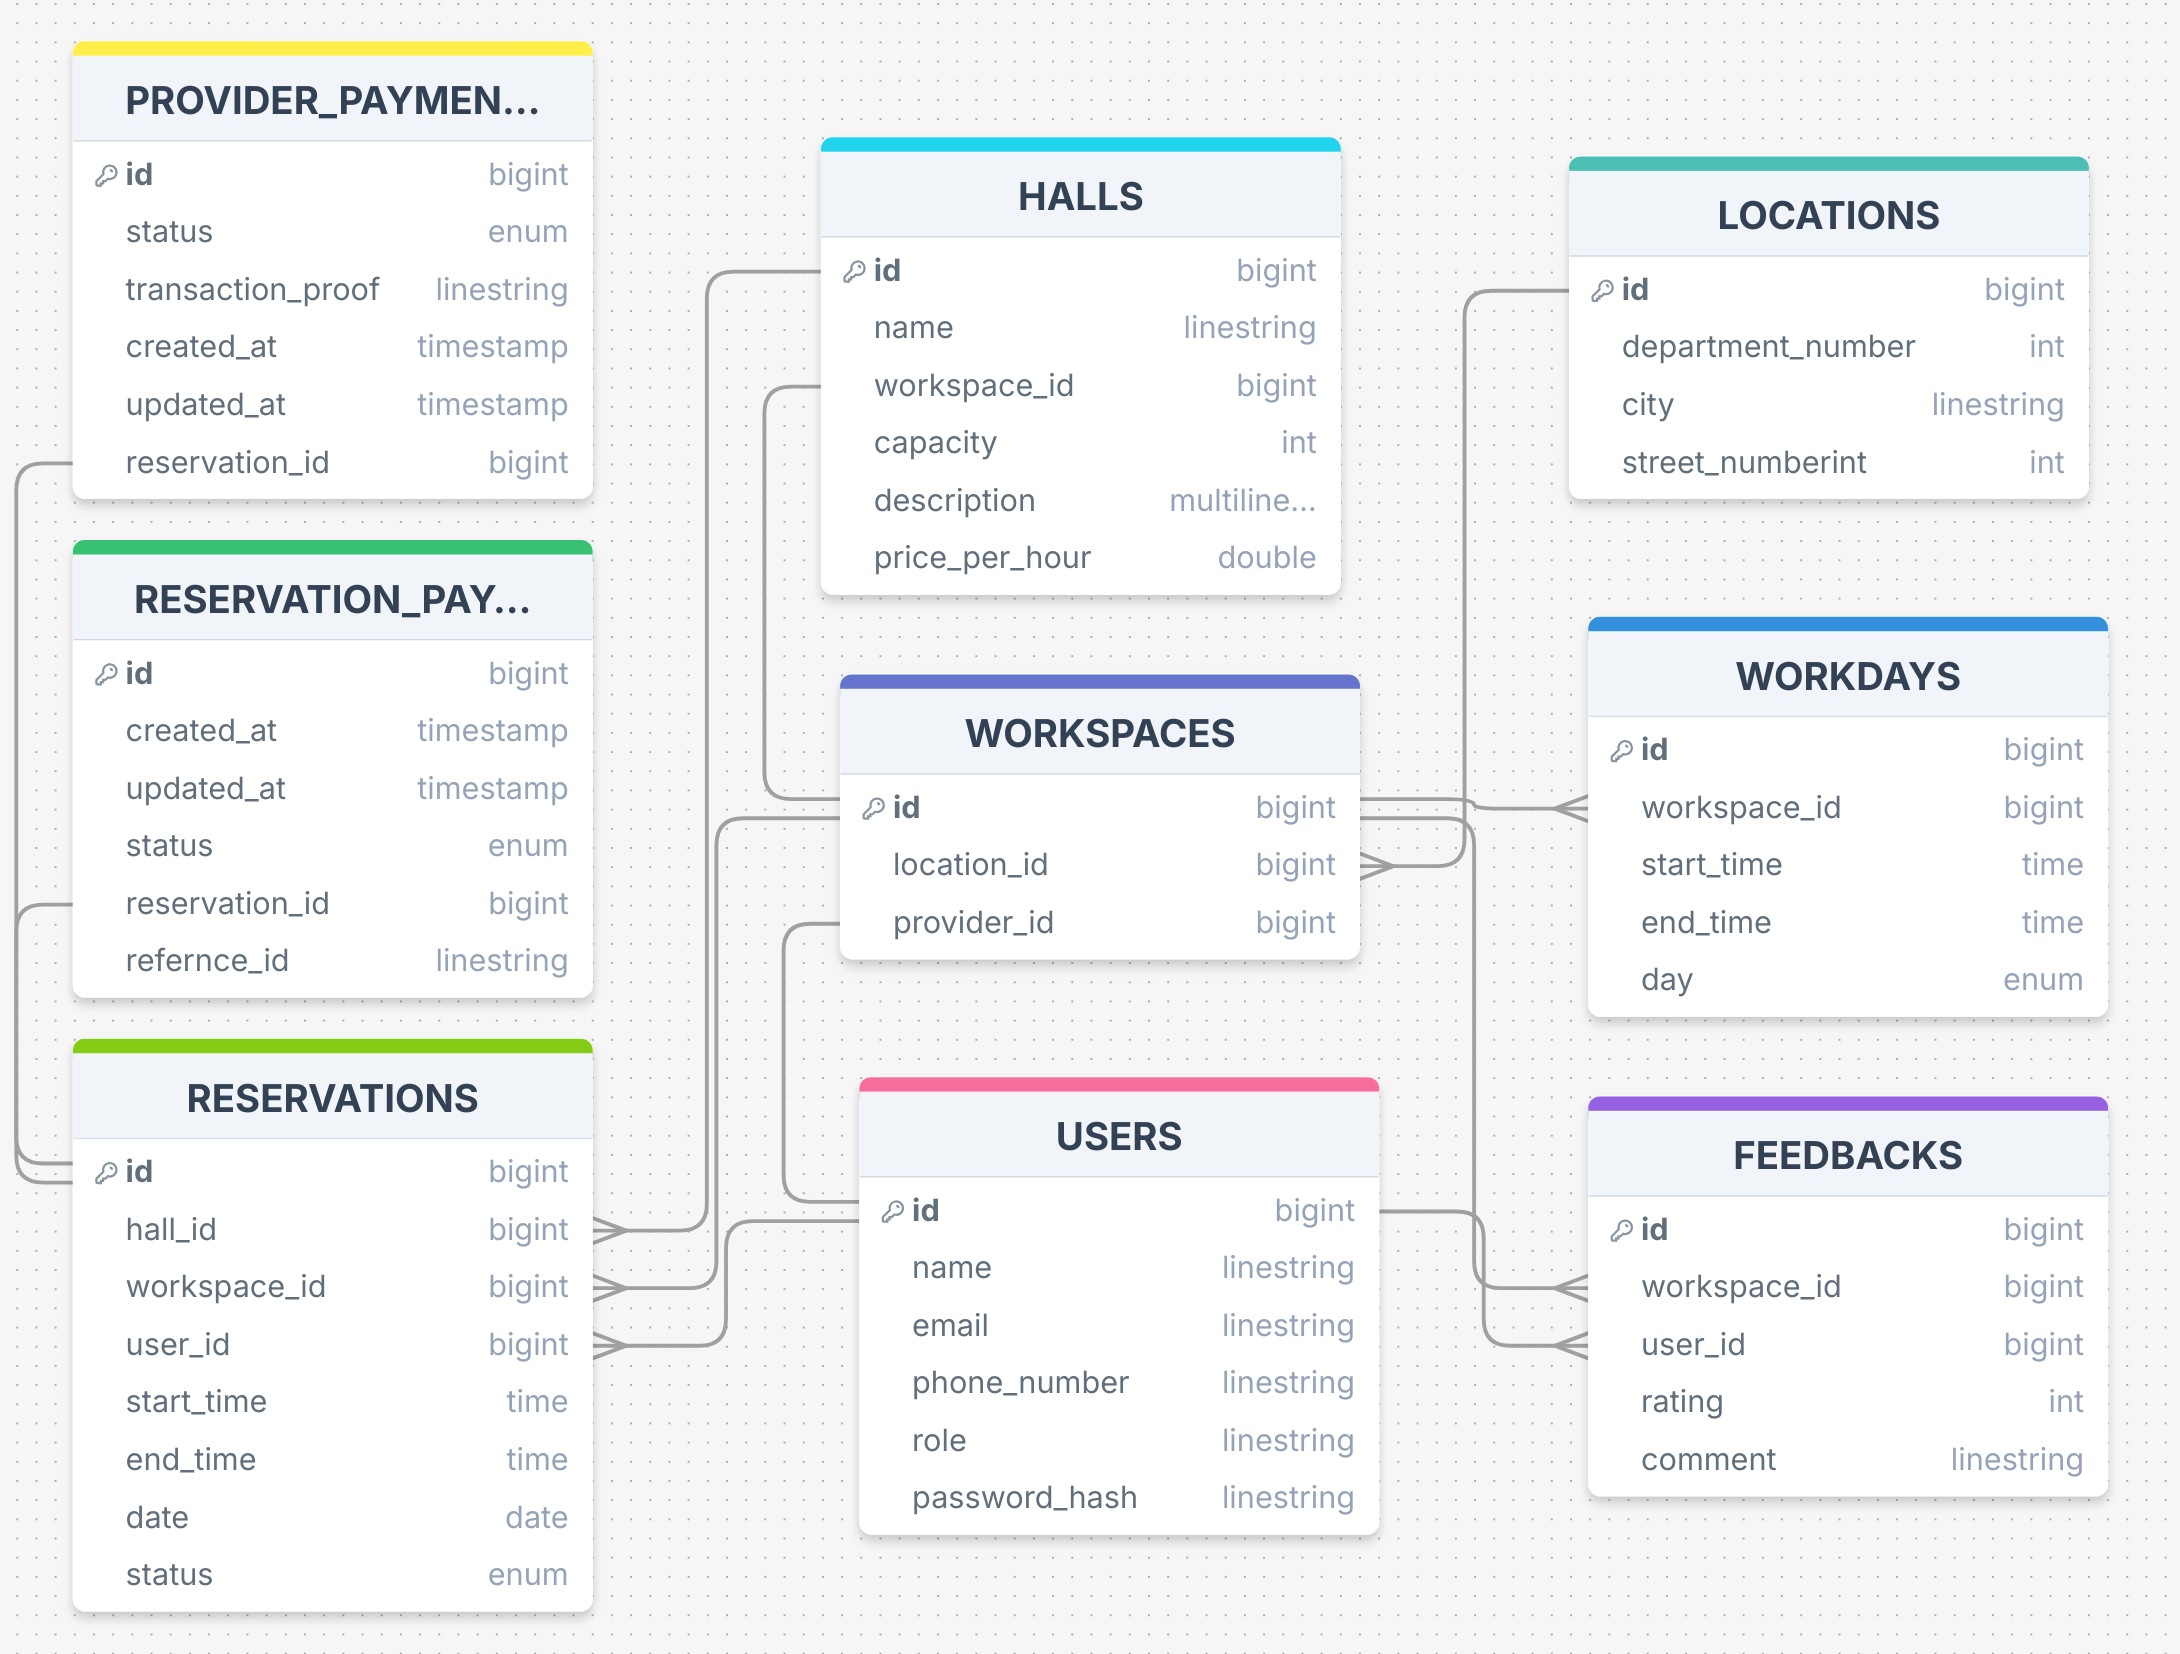 PROVIDER_PAYMEN...
id bigint
status enum
transaction_proof linestring
created_at timestamp
updated_at timestamp
reservation_id bigint
RESERVATION_PAY...
id bigint
created_at timestamp
updated_at timestamp
status enum
reservation_id bigint
refernce_id linestring
RESERVATIONS
id bigint
hall_id bigint
workspace_id bigint
user_id bigint
start_time time
end_time time
date date
status enum
HALLS
id bigint
name linestring
workspace_id bigint
capacity int
description multiline...
price_per_hour double
WORKSPACES
id bigint
location_id bigint
provider_id bigint
USERS
id bigint
name linestring
email linestring
phone_number linestring
role linestring
password_hash linestring
LOCATIONS
id bigint
department_number int
city linestring
street_numberint int
WORKDAYS
id bigint
workspace_id bigint
start_time time
end_time time
day enum
FEEDBACKS
id bigint
workspace_id bigint
user_id bigint
rating int
comment linestring